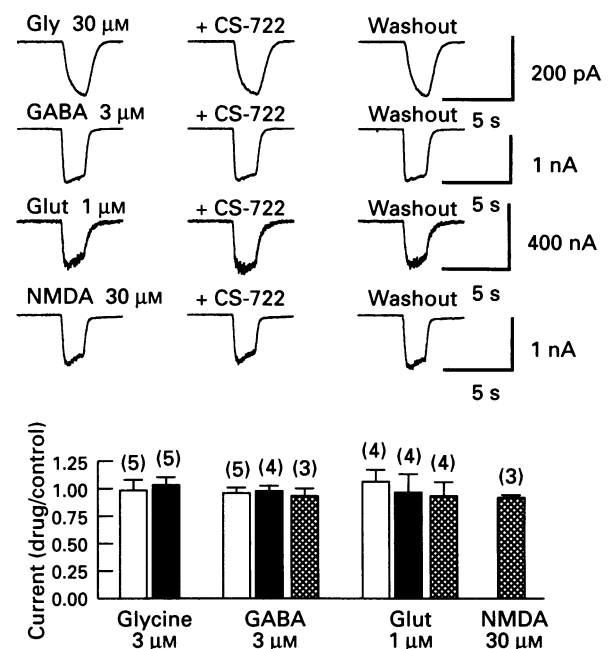 Gly 30 μM + CS-722 Washout
200 pA
5 s
GABA 3 μM + CS-722 Washout
1 nA
5 s
Glut 1 μM + CS-722 Washout
400 nA
5 s
NMDA 30 μM + CS-722 Washout
1 nA
5 s
Current (drug/control)
1.25
1.00
0.75
0.50
0.25
0.00
(5) (5) (5) (4) (3) (4) (4) (4) (3)
Glycine GABA Glut NMDA
3 μM 3 μM 1 μM 30 μM